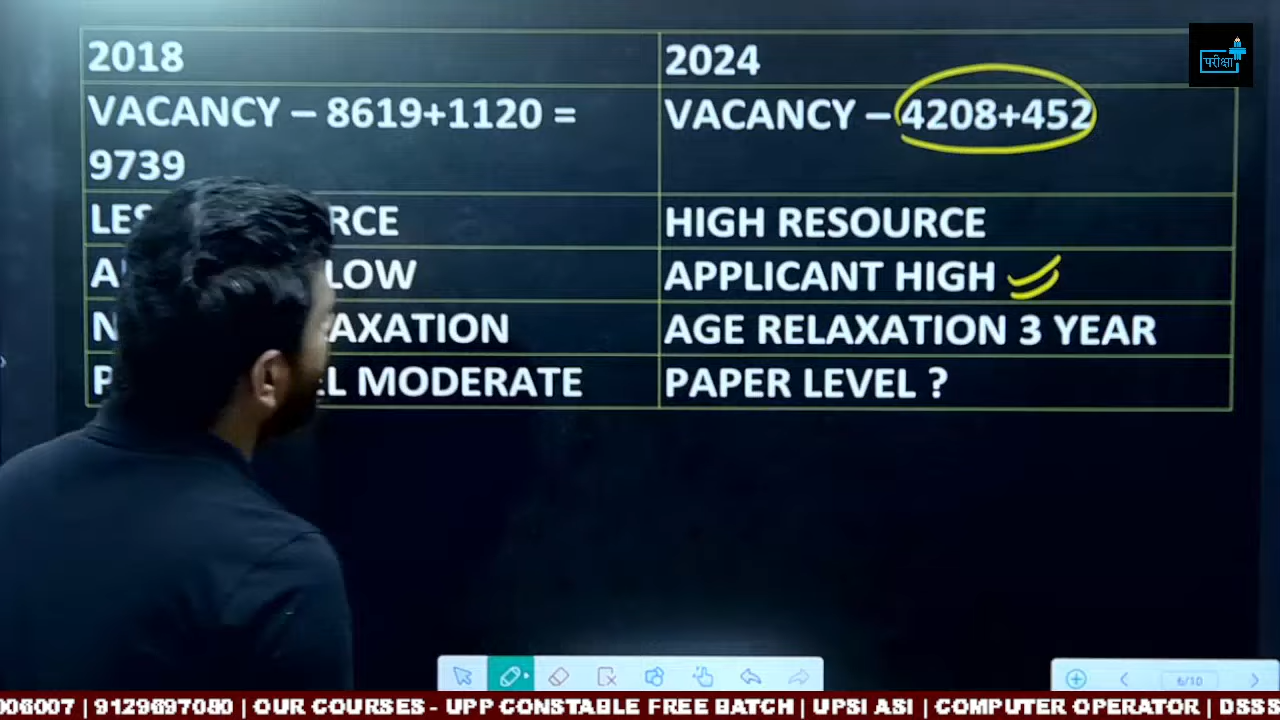 2018
2024
परीक्षा
VACANCY – 8619+1120 =
9739
VACANCY – 4208+452
RCE
HIGH RESOURCE
LOW
APPLICANT HIGH
AXATION
AGE RELAXATION 3 YEAR
MODERATE
PAPER LEVEL ?
6/10
006007 | 9129697080 | OUR COURSES - UPP CONSTABLE FREE BATCH | UPSI ASI | COMPUTER OPERATOR | DSSS